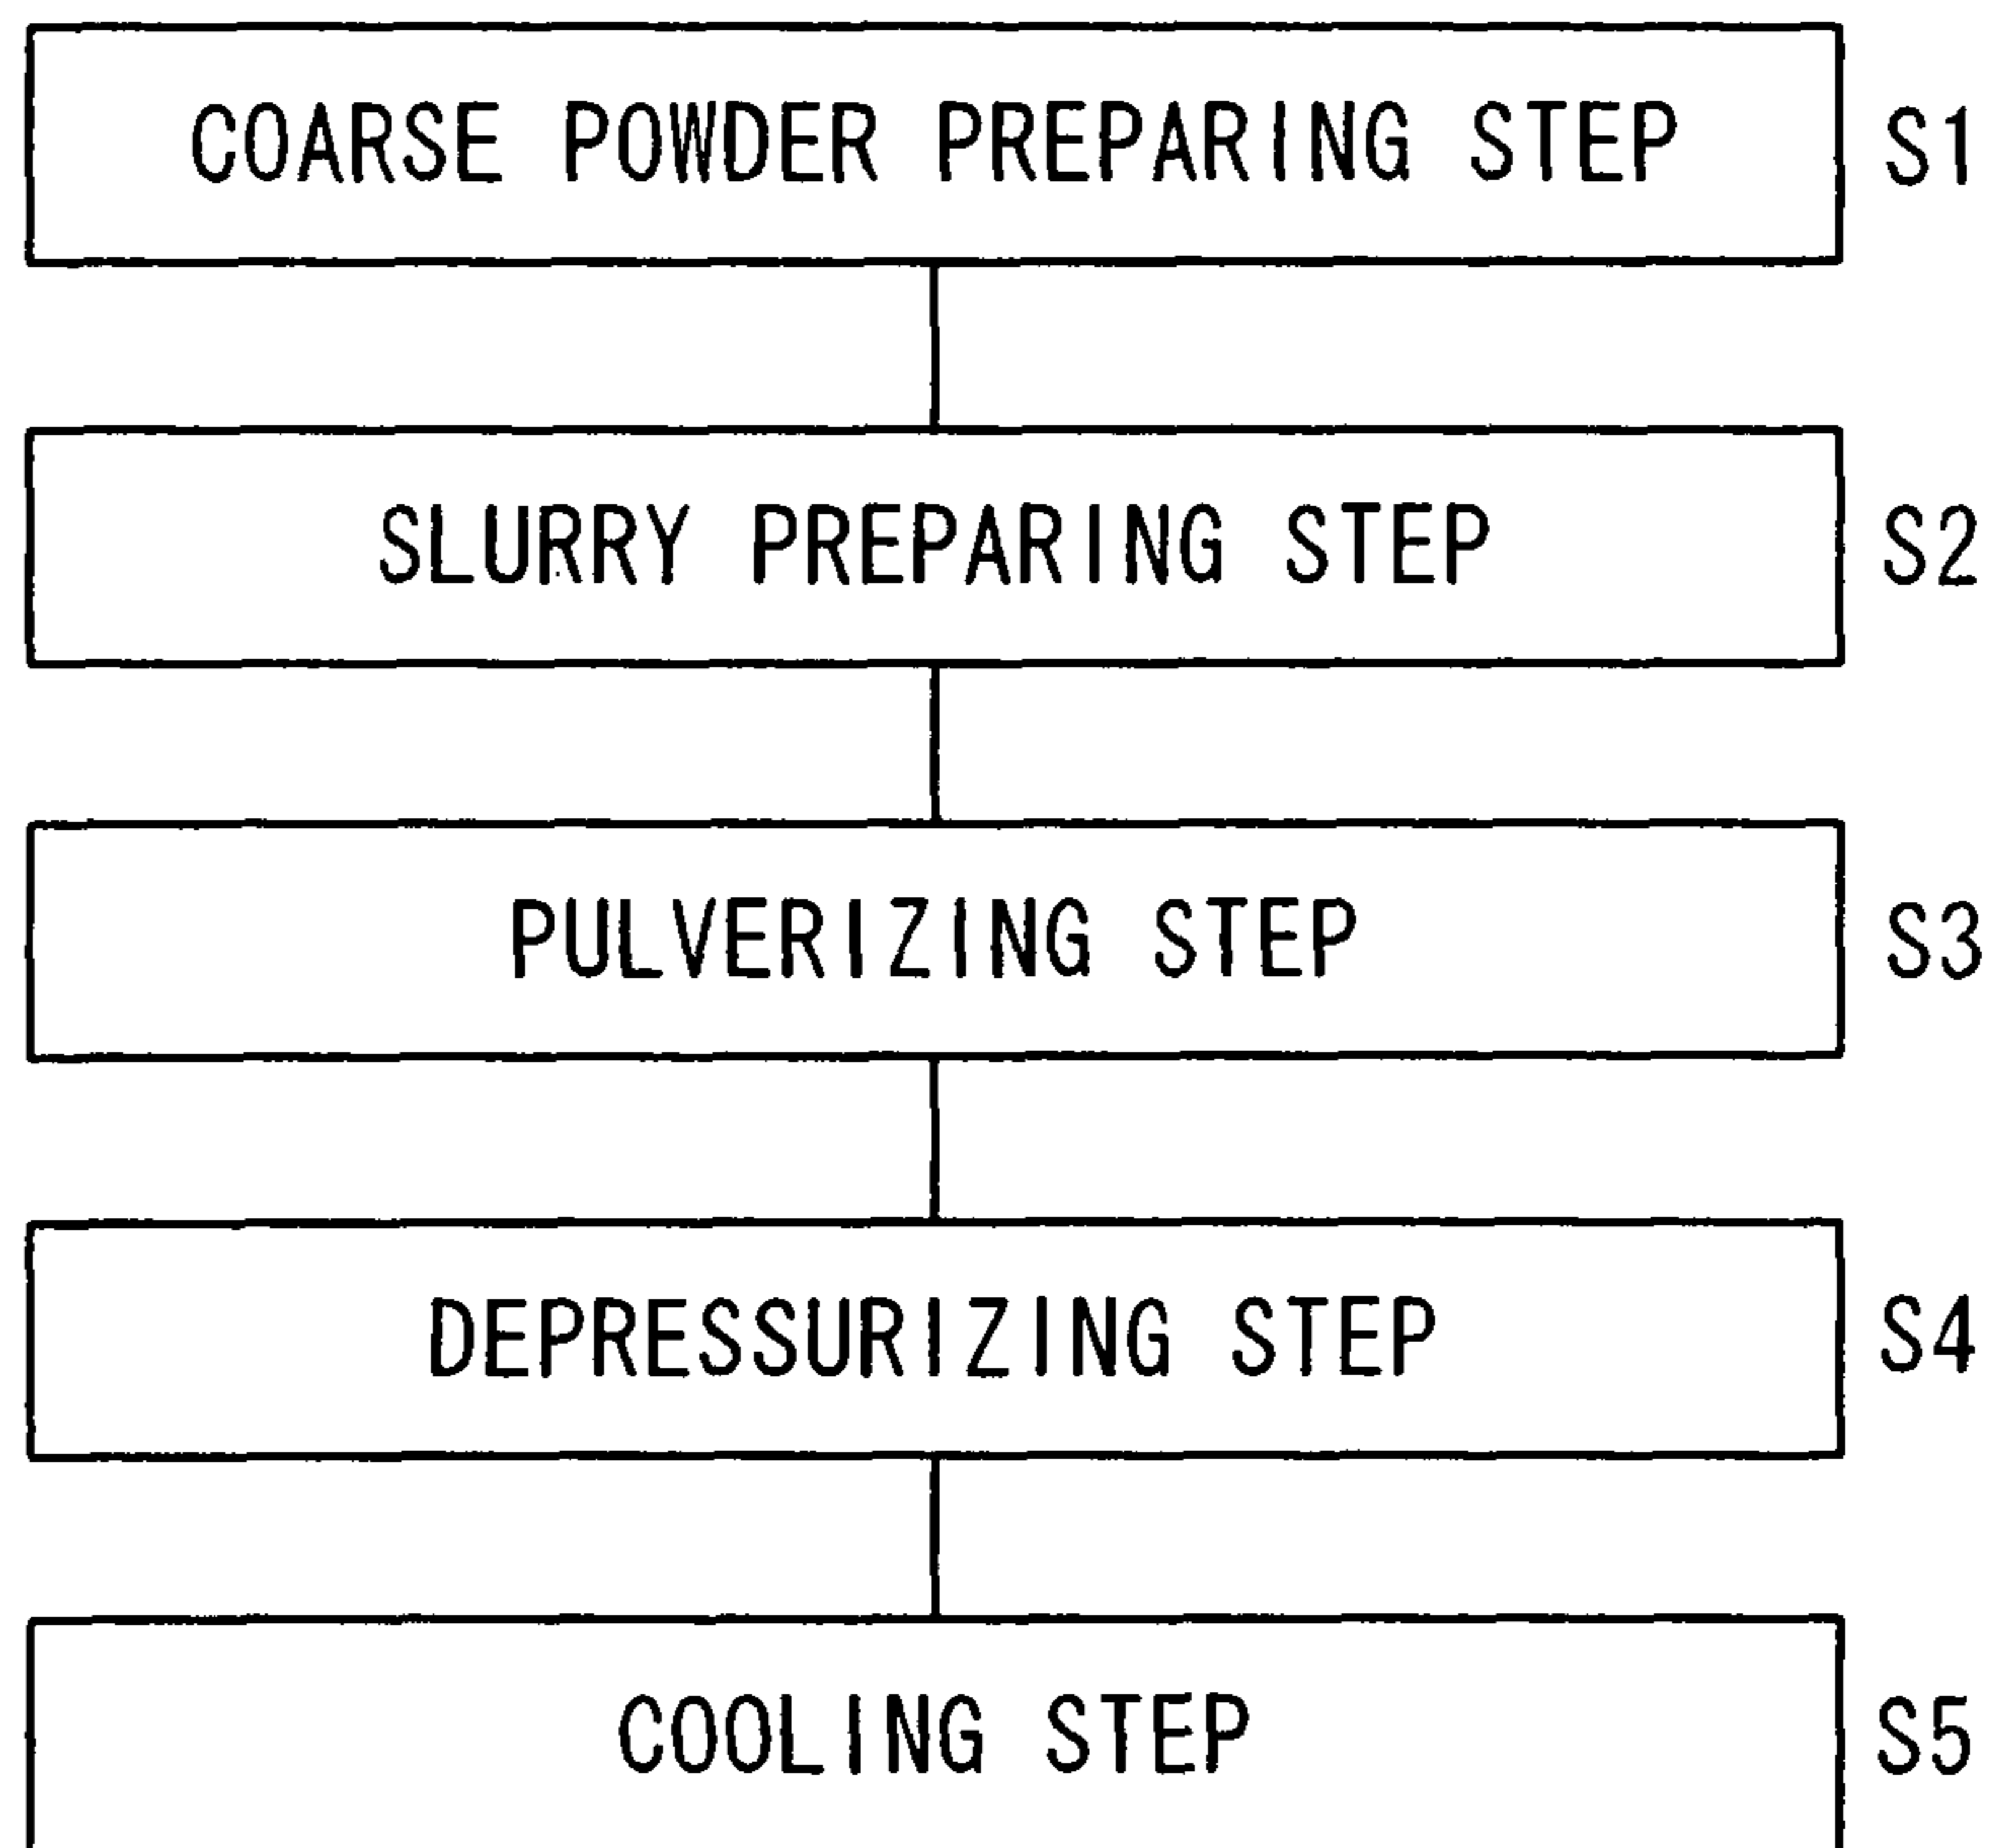 COARSE POWDER PREPARING STEP S1
SLURRY PREPARING STEP S2
PULVERIZING STEP S3
DEPRESSURIZING STEP S4
COOLING STEP S5